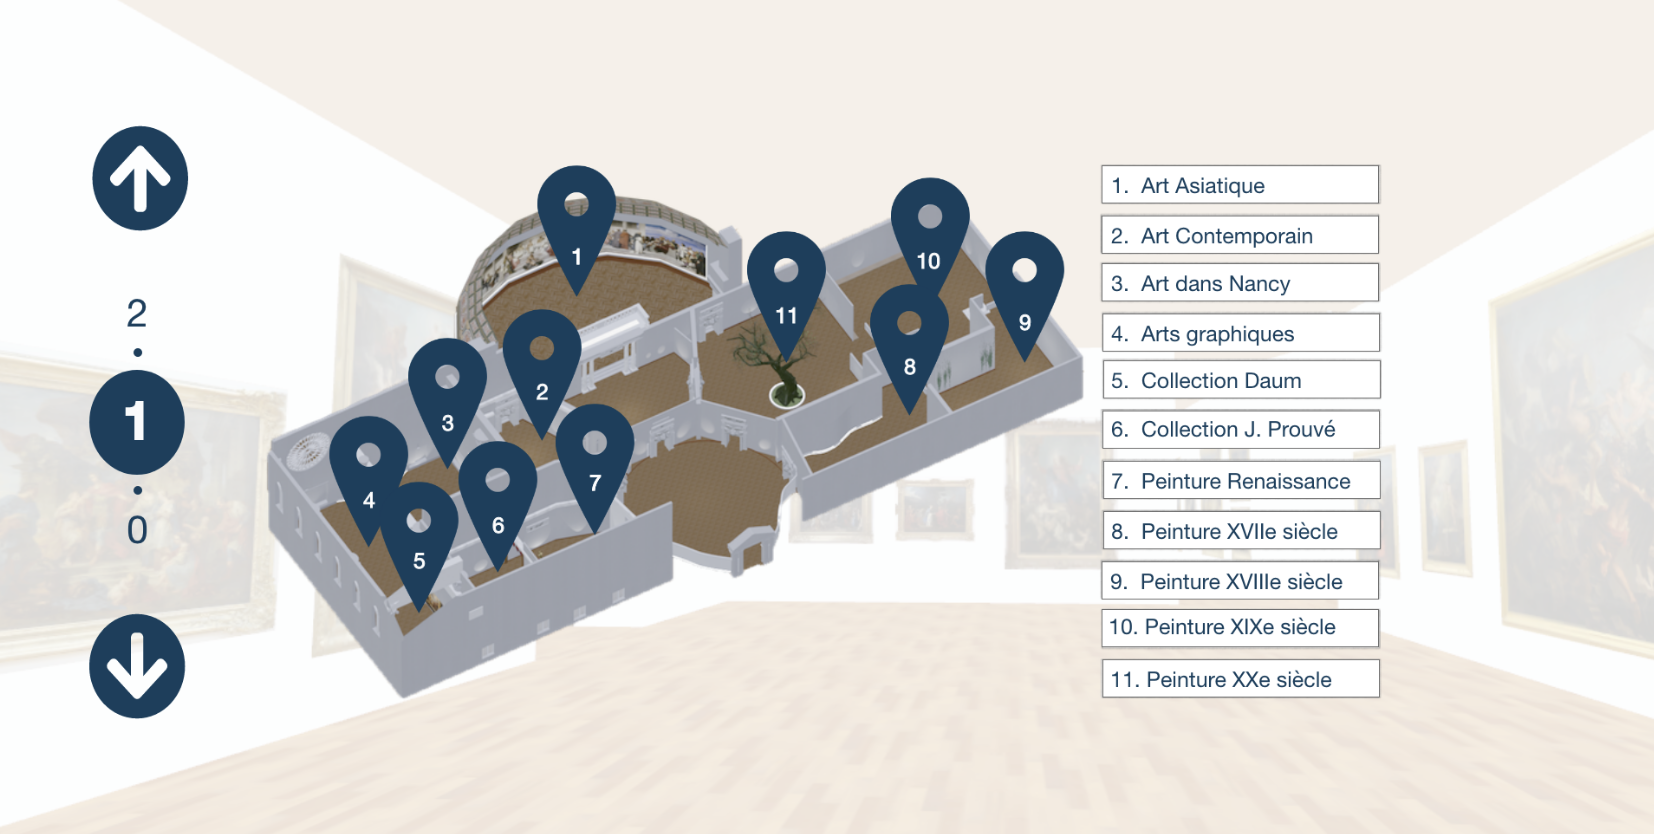 2
1
0
1
2
3
4
5
6
7
8
9
10
11
1. Art Asiatique
2. Art Contemporain
3. Art dans Nancy
4. Arts graphiques
5. Collection Daum
6. Collection J. Prouvé
7. Peinture Renaissance
8. Peinture XVIIe siècle
9. Peinture XVIIIe siècle
10. Peinture XIXe siècle
11. Peinture XXe siècle